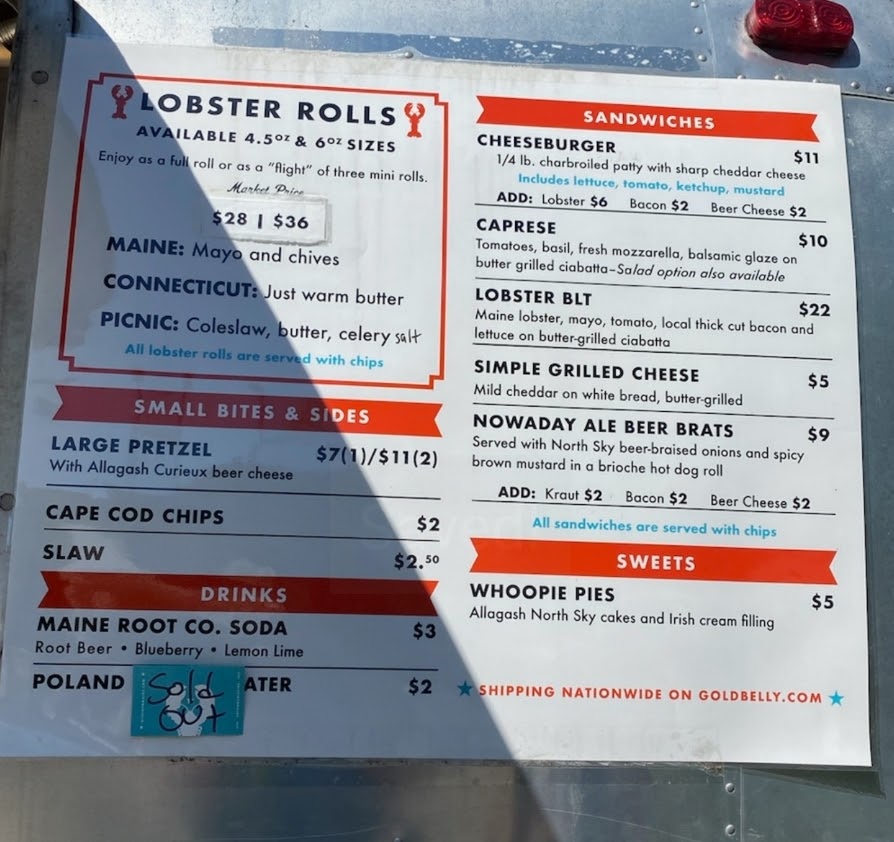 LOBSTER ROLLS
AVAILABLE 4.5oz & 6oz SIZES
Enjoy as a full roll or as a "flight" of three mini rolls.
Market Price
$28 | $36
MAINE: Mayo and chives
CONNECTICUT: Just warm butter
PICNIC: Coleslaw, butter, celery salt
All lobster rolls are served with chips
SMALL BITES & SIDES
LARGE PRETZEL $7(1)/$11(2)
With Allagash Curieux beer cheese
CAPE COD CHIPS $2
SLAW $2.50
DRINKS
MAINE ROOT CO. SODA $3
Root Beer • Blueberry • Lemon Lime
POLAND ATER $2
Sold
OUT
SANDWICHES
CHEESEBURGER $11
1/4 lb. charbroiled patty with sharp cheddar cheese
Includes lettuce, tomato, ketchup, mustard
ADD: Lobster $6 Bacon $2 Beer Cheese $2
CAPRESE $10
Tomatoes, basil, fresh mozzarella, balsamic glaze on
butter grilled ciabatta–Salad option also available
LOBSTER BLT $22
Maine lobster, mayo, tomato, local thick cut bacon and
lettuce on butter-grilled ciabatta
SIMPLE GRILLED CHEESE $5
Mild cheddar on white bread, butter-grilled
NOWADAY ALE BEER BRATS $9
Served with North Sky beer-braised onions and spicy
brown mustard in a brioche hot dog roll
ADD: Kraut $2 Bacon $2 Beer Cheese $2
All sandwiches are served with chips
SWEETS
WHOOPIE PIES $5
Allagash North Sky cakes and Irish cream filling
SHIPPING NATIONWIDE ON GOLDBELLY.COM